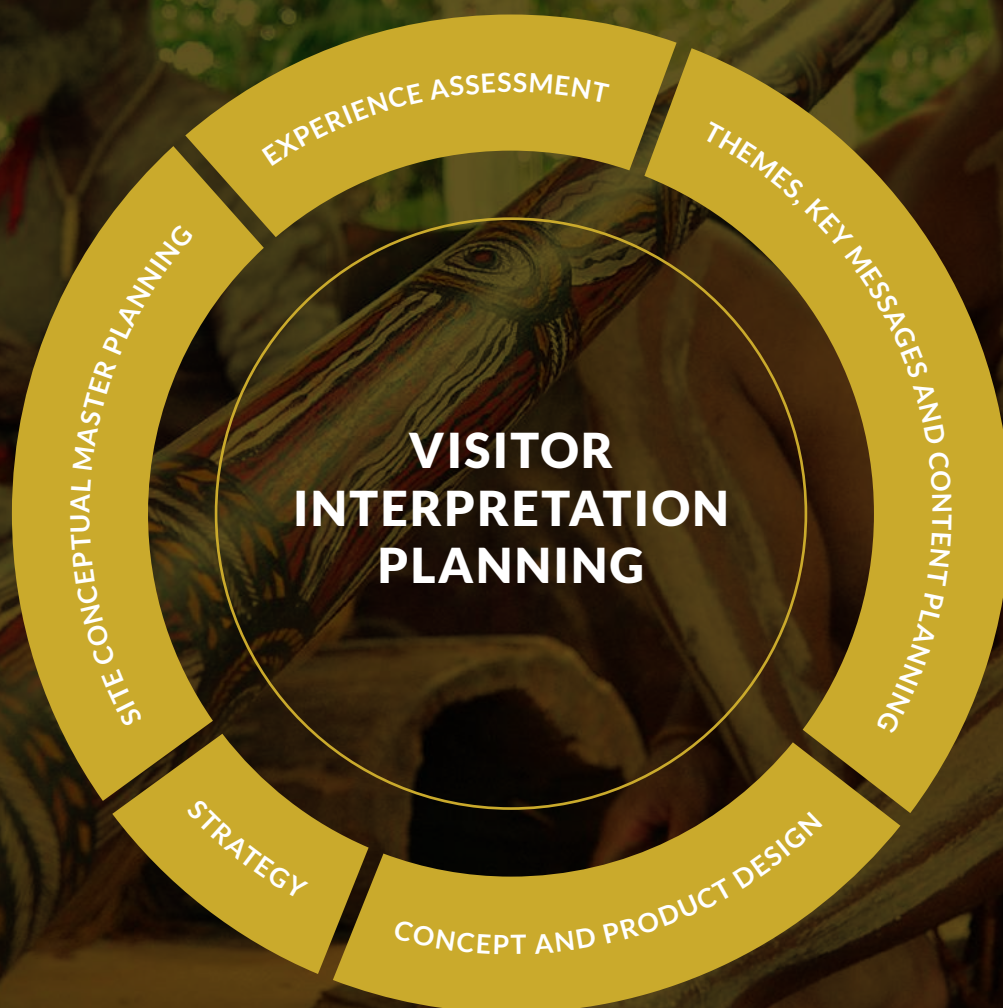 EXPERIENCE ASSESSMENT
THEMES, KEY MESSAGES AND CONTENT PLANNING
CONCEPT AND PRODUCT DESIGN
STRATEGY
SITE CONCEPTUAL MASTER PLANNING
VISITOR
INTERPRETATION
PLANNING